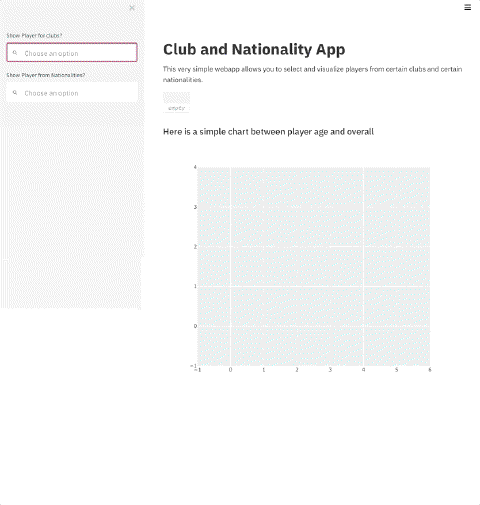 Show Player for clubs?
Choose an option
Show Player from Nationalities?
Choose an option
Club and Nationality App
This very simple webapp allows you to select and visualize players from certain clubs and certain
nationalities.
empty
Here is a simple chart between player age and overall
4
3
2
1
0
−1
−1 0 1 2 3 4 5 6